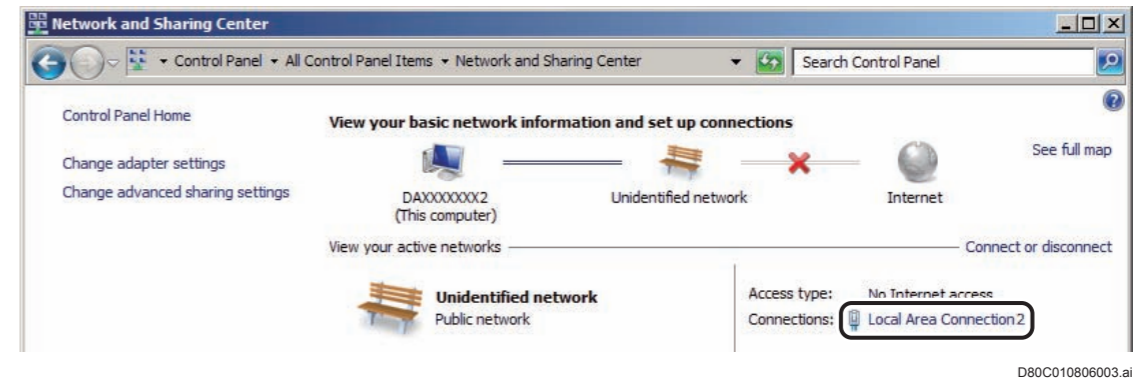 Network and Sharing Center
Control Panel ▾ All Control Panel Items ▾ Network and Sharing Center
Search Control Panel
Control Panel Home
View your basic network information and set up connections
See full map
Change adapter settings
Change advanced sharing settings
DAXXXXXXX2
(This computer)
Unidentified network
Internet
View your active networks
Connect or disconnect
Unidentified network
Public network
Access type: No Internet access
Connections: Local Area Connection 2
D80C010806003.ai